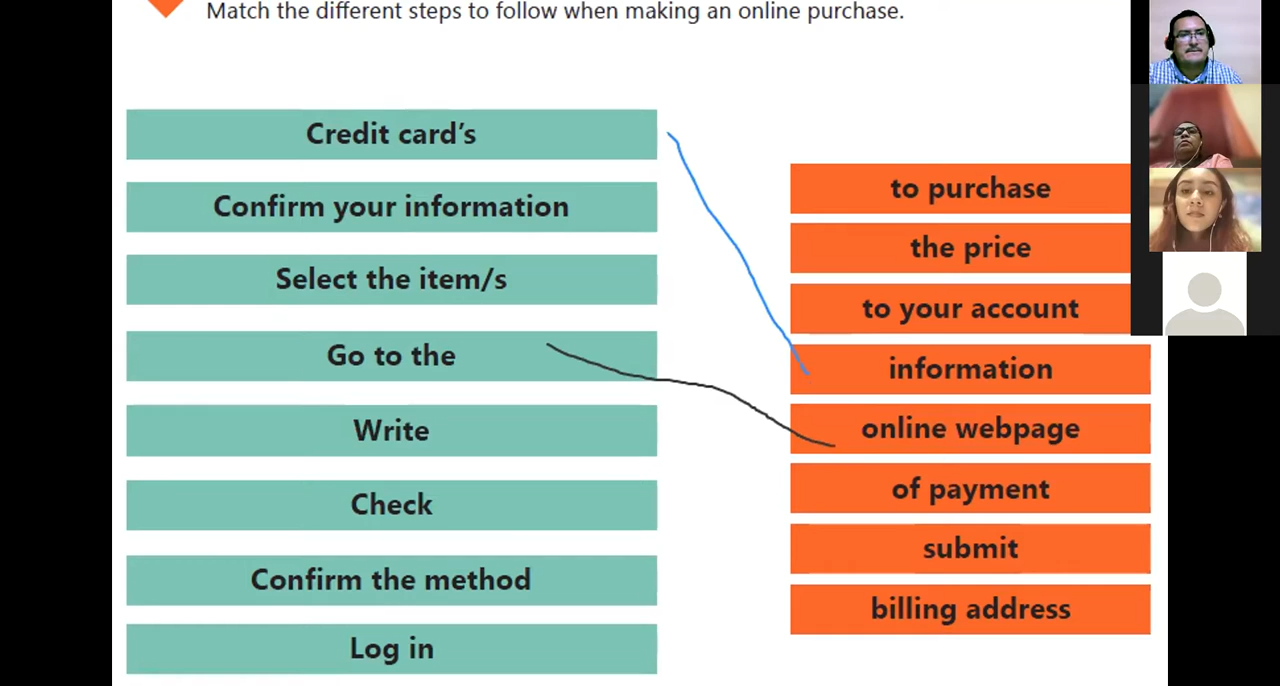 Match the different steps to follow when making an online purchase.
Credit card's
Confirm your information
Select the item/s
Go to the
Write
Check
Confirm the method
Log in
to purchase
the price
to your account
information
online webpage
of payment
submit
billing address